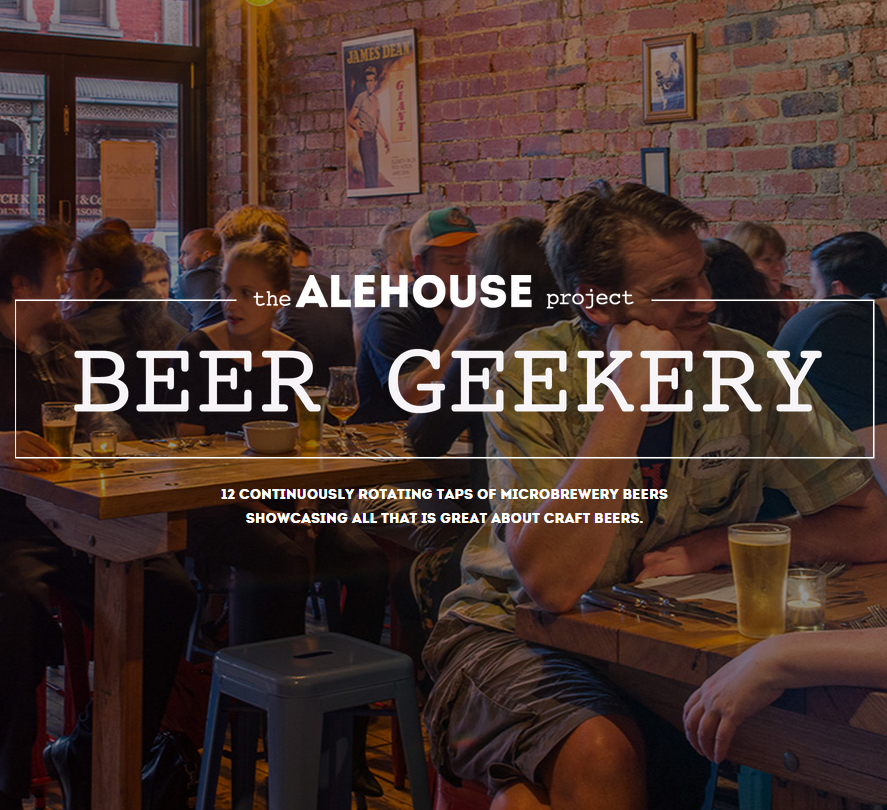 JAMES DEAN
GIANT
the ALEHOUSE project
BEER GEEKERY
12 CONTINUOUSLY ROTATING TAPS OF MICROBREWERY BEERS
SHOWCASING ALL THAT IS GREAT ABOUT CRAFT BEERS.